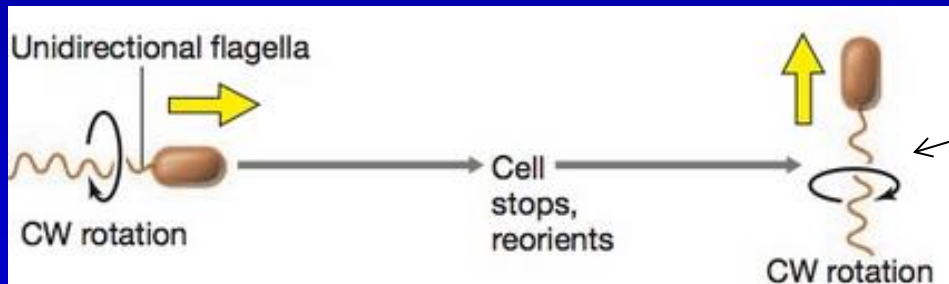 Unidirectional flagella
CW rotation
Cell
stops,
reorients
CW rotation